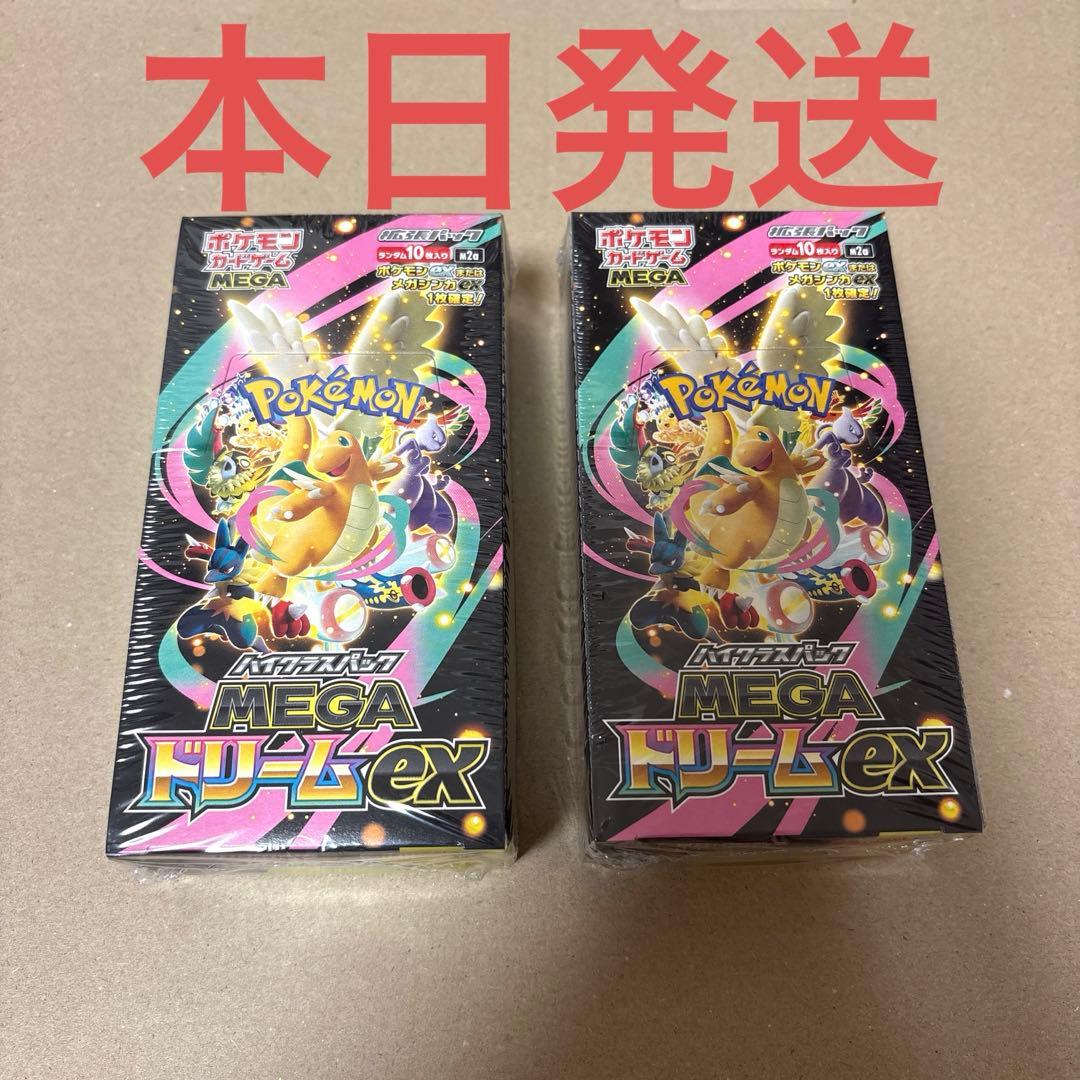 本日発送
ポケモン
カードゲーム
MEGA
拡張パック
ランダム10枚入り
M2a
ポケモンexまたは
メガシンカex
1枚確定!
POKéMON
ハイクラスパック
MEGA
ドリームex
ポケモン
カードゲーム
MEGA
拡張パック
ランダム10枚入り
M2a
ポケモンexまたは
メガシンカex
1枚確定!
POKéMON
ハイクラスパック
MEGA
ドリームex